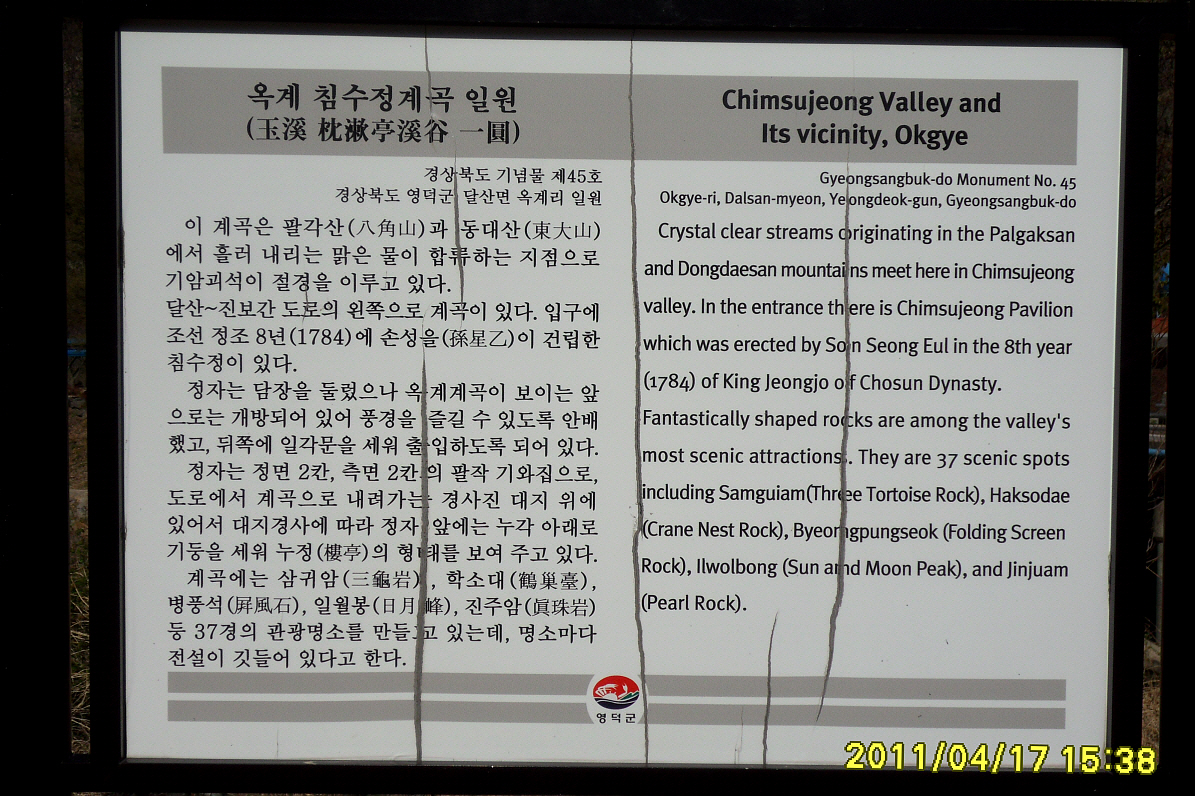 옥계 침수정계곡 일원
(玉溪 枕漱亭溪谷 一圓)
경상북도 기념물 제45호
경상북도 영덕군 달산면 옥계리 일원
이 계곡은 팔각산(八角山)과 동대산(東大山)
에서 흘러 내리는 맑은 물이 합류하는 지점으로
기암괴석이 절경을 이루고 있다.
달산~진보간 도로의 왼쪽으로 계곡이 있다. 입구에
조선 정조 8년(1784)에 손성을(孫星乙)이 건립한
침수정이 있다.
정자는 담장을 둘렀으나 옥계계곡이 보이는 앞
으로는 개방되어 있어 풍경을 즐길 수 있도록 안배
했고, 뒤쪽에 일각문을 세워 출입하도록 되어 있다.
정자는 정면 2칸, 측면 2칸의 팔작 기와집으로,
도로에서 계곡으로 내려가는 경사진 대지 위에
있어서 대지경사에 따라 정자 앞에는 누각 아래로
기둥을 세워 누정(樓亭)의 형태를 보여 주고 있다.
계곡에는 삼귀암(三龜岩), 학소대(鶴巢臺),
병풍석(屛風石), 일월봉(日月峰), 진주암(眞珠岩)
등 37경의 관광명소를 만들고 있는데, 명소마다
전설이 깃들어 있다고 한다.
Chimsujeong Valley and
Its vicinity, Okgye
Gyeongsangbuk-do Monument No. 45
Okgye-ri, Dalsan-myeon, Yeongdeok-gun, Gyeongsangbuk-do
Crystal clear streams originating in the Palgaksan
and Dongdaesan mountains meet here in Chimsujeong
valley. In the entrance there is Chimsujeong Pavilion
which was erected by Son Seong Eul in the 8th year
(1784) of King Jeongjo of Chosun Dynasty.
Fantastically shaped rocks are among the valley's
most scenic attractions. They are 37 scenic spots
including Samguiam(Three Tortoise Rock), Haksodae
(Crane Nest Rock), Byeongpungseok (Folding Screen
Rock), Ilwolbong (Sun and Moon Peak), and Jinjuam
(Pearl Rock).
영덕군
2011/04/17 15:38